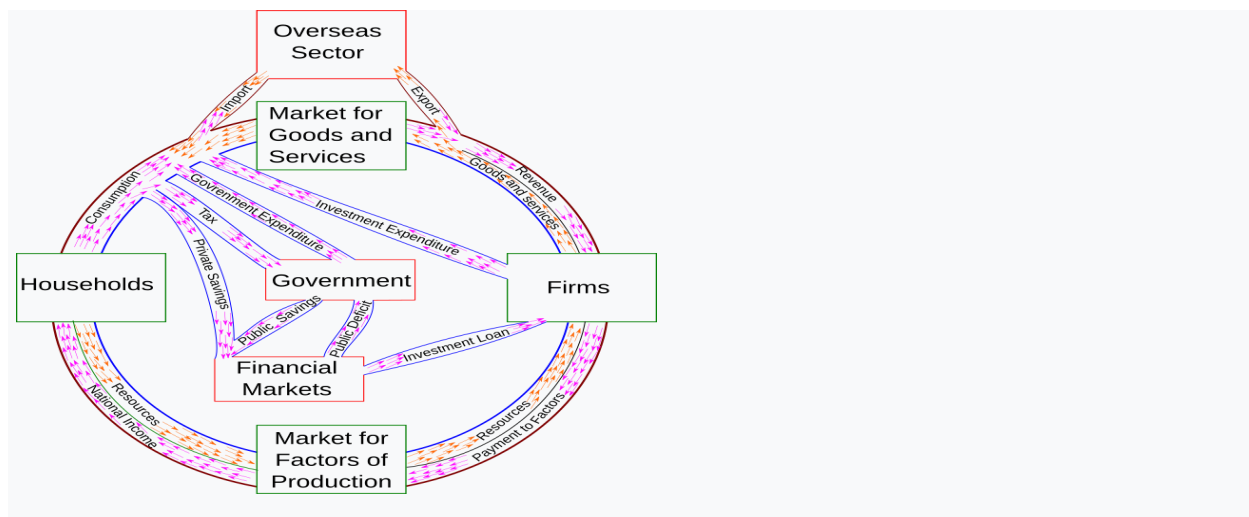 Overseas
Sector
Import
Export
Market for
Goods and
Services
Consumption
Goods and services
Revenue
Govrenment Expenditure
Investment Expenditure
Tax
Private Savings
Households
Government
Firms
Public Savings
Public Deficit
Investment Loan
Financial
Markets
Resources
National Income
Resources
Payment to Factors
Market for
Factors of
Production